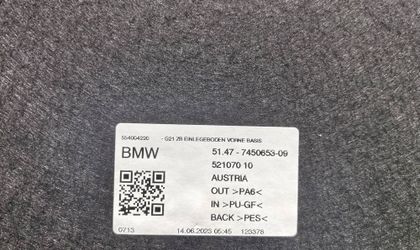 554004220 - G21 ZB EINLEGEBODEN VORNE BASIS
BMW 51.47 - 7450653-09
521070 10
AUSTRIA
OUT >PA6<
IN >PU-GF<
BACK >PES<
0713 14.06.2023 05:45 123378